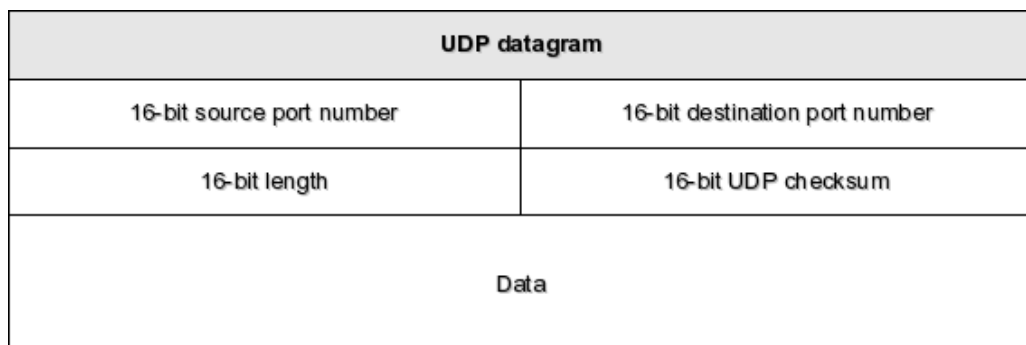 UDP datagram
16-bit source port number
16-bit destination port number
16-bit length
16-bit UDP checksum
Data